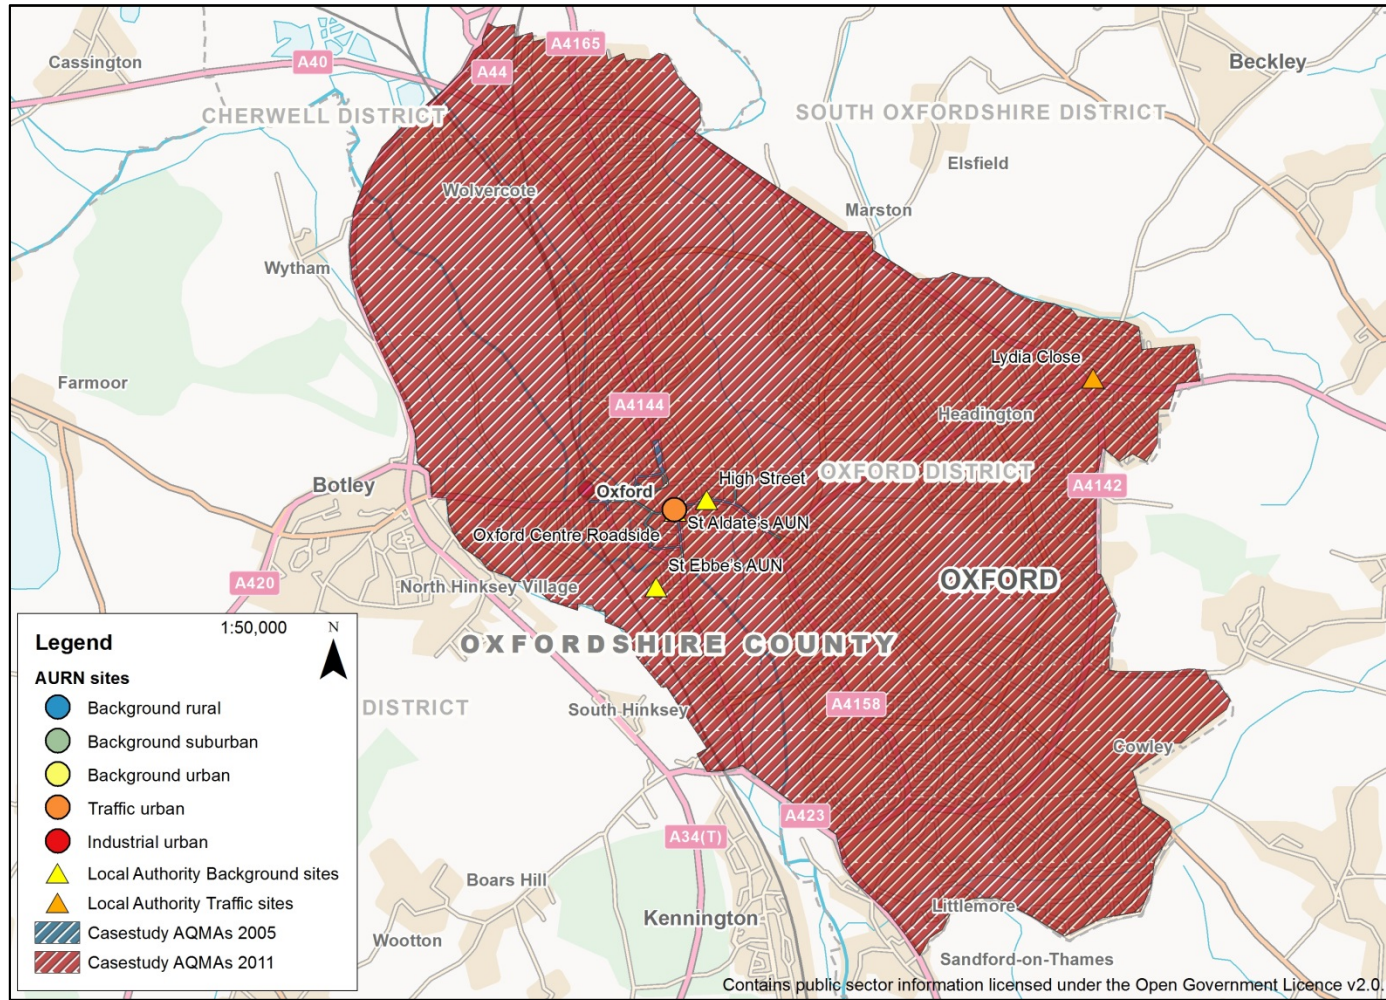 Cassington
A40
A44
A4165
Beckley
CHERWELL DISTRICT
SOUTH OXFORDSHIRE DISTRICT
Elsfield
Wolvercote
Marston
Wytham
Lydia Close
Farmoor
A4144
Headington
OXFORD DISTRICT
High Street
Botley
Oxford
A4142
St Aldate's AUN
Oxford Centre Roadside
St Ebbe's AUN
A420
North Hinksey Village
OXFORD
OXFORDSHIRE COUNTY
DISTRICT
South Hinksey
A4158
Cowley
A423
A34(T)
Boars Hill
Kennington
Littlemore
Wootton
Sandford-on-Thames
Legend
1:50,000
N
AURN sites
Background rural
Background suburban
Background urban
Traffic urban
Industrial urban
Local Authority Background sites
Local Authority Traffic sites
Casestudy AQMAs 2005
Casestudy AQMAs 2011
Contains public sector information licensed under the Open Government Licence v2.0.